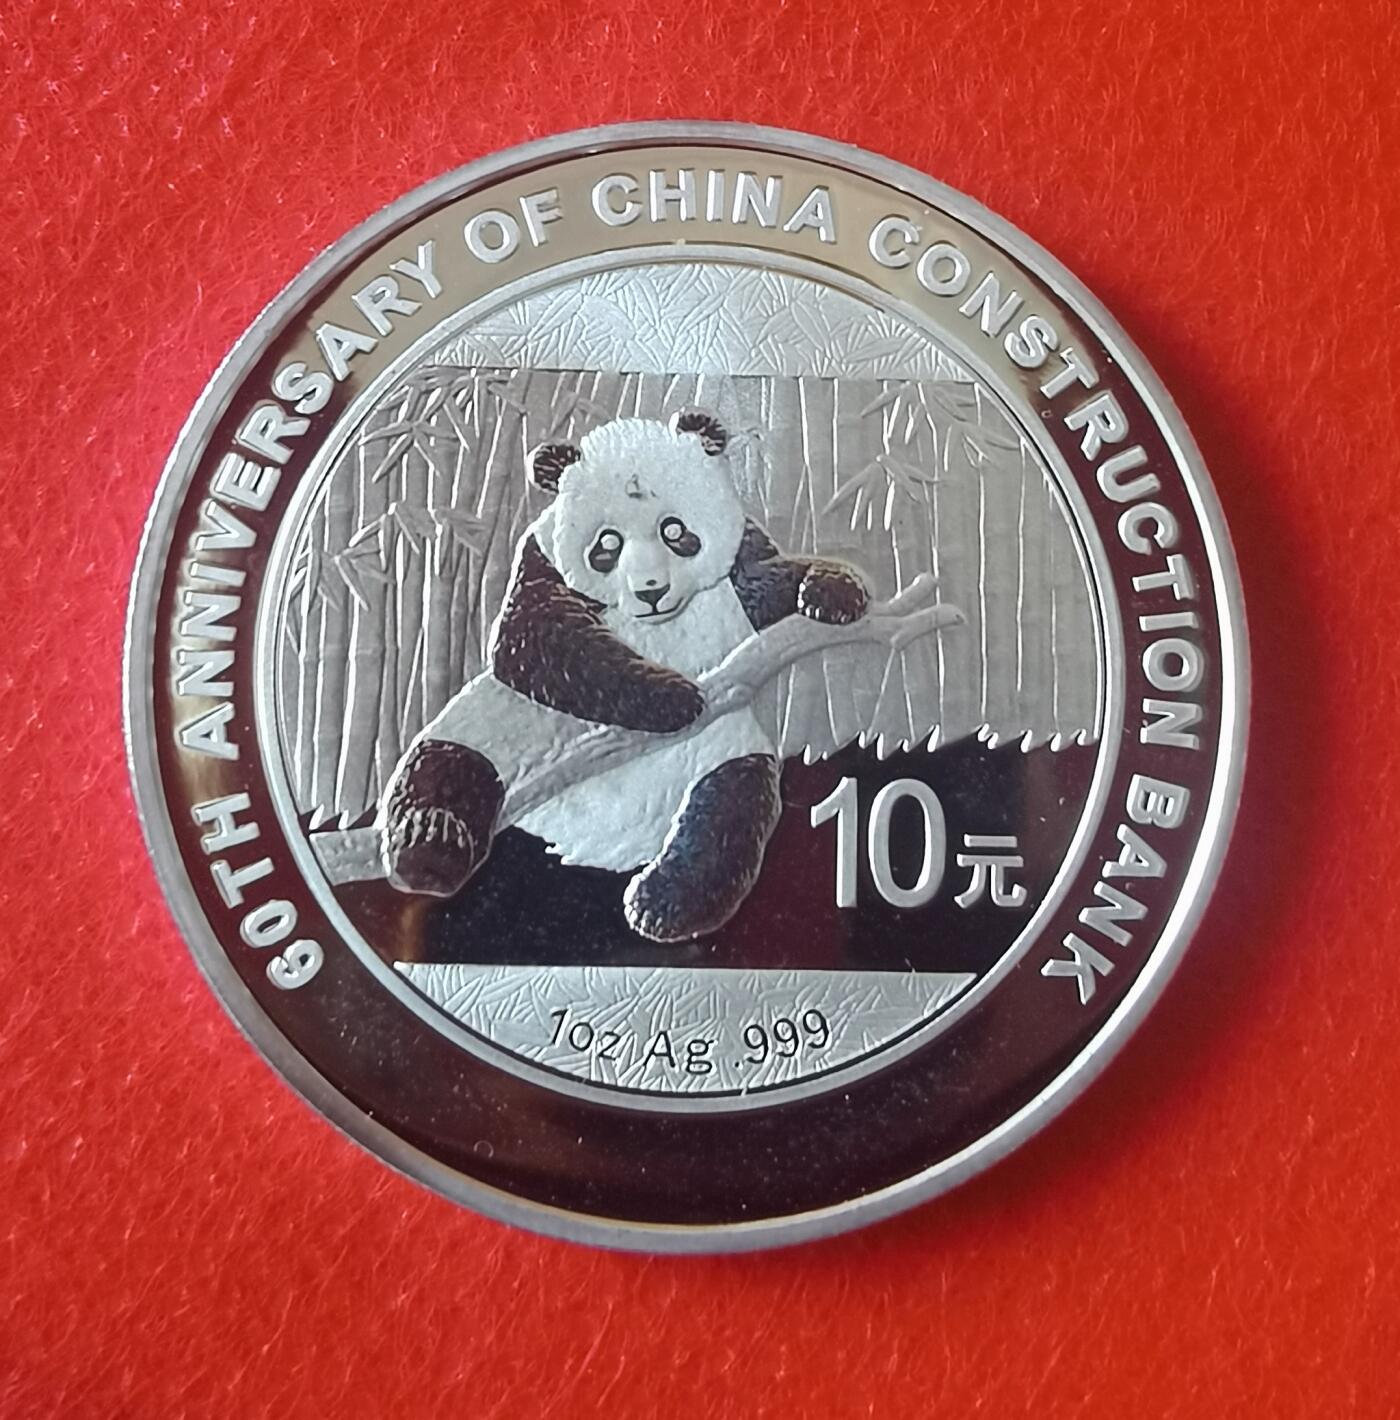 60TH ANNIVERSARY OF CHINA CONSTRUCTION BANK
10元
1oz Ag .999